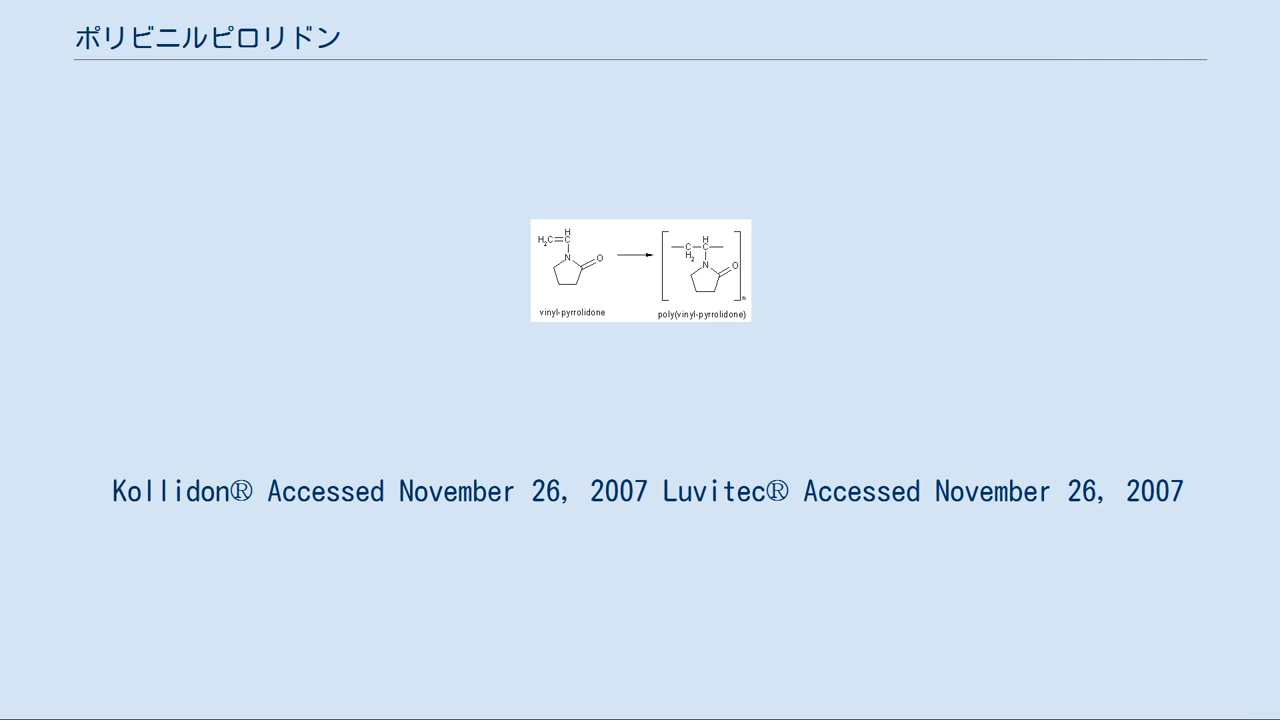 ポリビニルピロリドン
H₂C=C H N O
C H₂ C H N O n
vinyl-pyrrolidone
poly(vinyl-pyrrolidone)
Kollidon® Accessed November 26, 2007 Luvitec® Accessed November 26, 2007